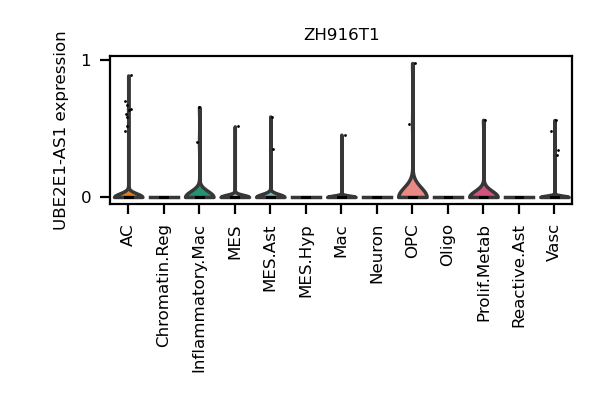 ZH916T1
UBE2E1-AS1 expression
1
0
AC
Chromatin.Reg
Inflammatory.Mac
MES
MES.Ast
MES.Hyp
Mac
Neuron
OPC
Oligo
Prolif.Metab
Reactive.Ast
Vasc